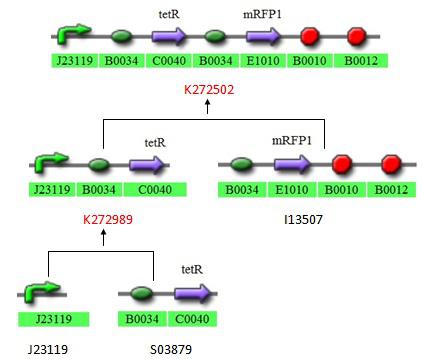 tetR mRFP1
J23119 B0034 C0040 B0034 E1010 B0010 B0012
K272502
tetR mRFP1
J23119 B0034 C0040 B0034 E1010 B0010 B0012
K272989 I13507
tetR
J23119 B0034 C0040
J23119 S03879